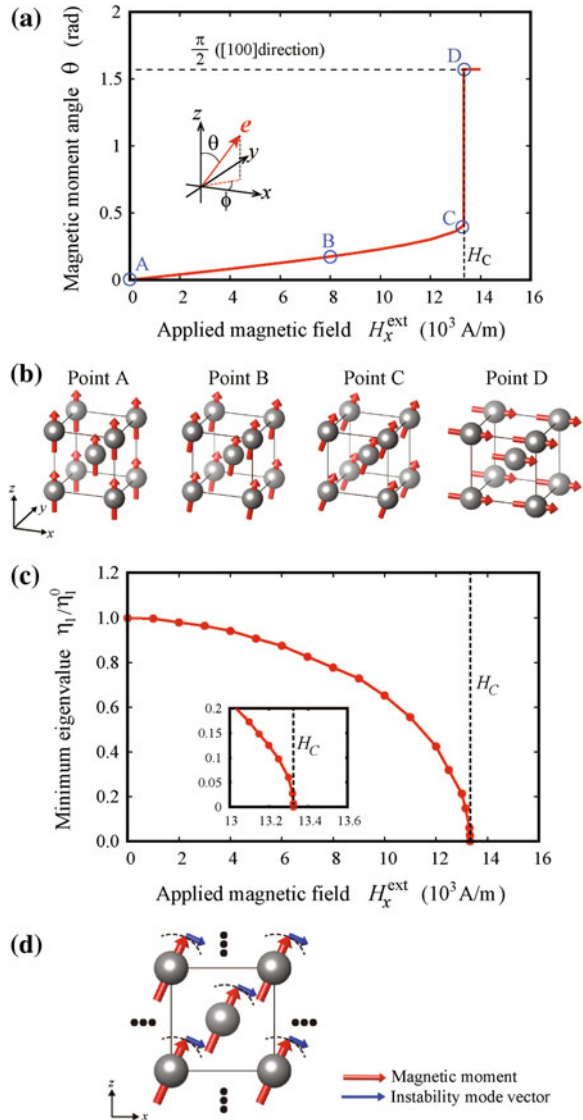 (a)
Magnetic moment angle θ (rad)
2
1.5
1
0.5
0
π/2 ([100]direction)
D
z
e
θ
y
x
ϕ
A
B
C
H_C
0 2 4 6 8 10 12 14 16
Applied magnetic field H_x^ext (10^3 A/m)
(b)
Point A Point B Point C Point D
z
y
x
(c)
Minimum eigenvalue η_1/η_1^0
1.2
1.0
0.8
0.6
0.4
0.2
0.0
H_C
0.2
0.15
0.1
0.05
0
H_C
13 13.2 13.4 13.6
0 2 4 6 8 10 12 14 16
Applied magnetic field H_x^ext (10^3 A/m)
(d)
z
x
Magnetic moment
Instability mode vector